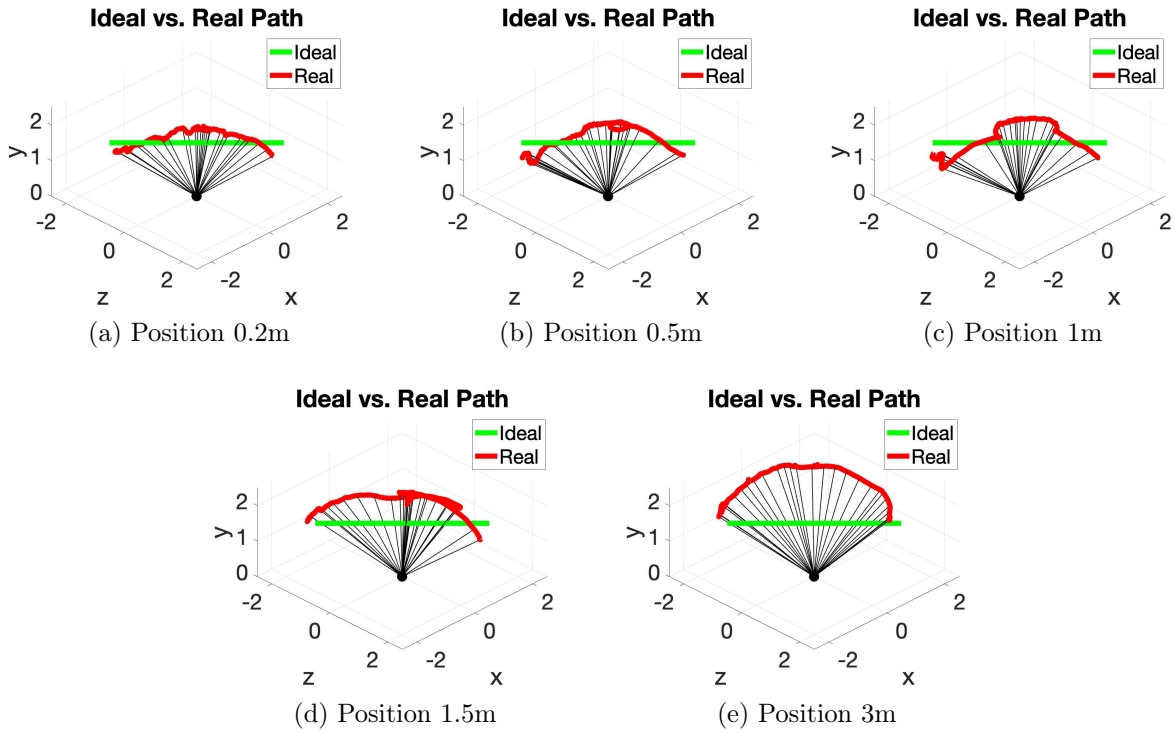 Ideal vs. Real Path
Ideal
Real
2
1
0
y
-2
0
2
z
-2
0
2
x
(a) Position 0.2m
Ideal vs. Real Path
Ideal
Real
2
1
0
y
-2
0
2
z
-2
0
2
x
(b) Position 0.5m
Ideal vs. Real Path
Ideal
Real
2
1
0
y
-2
0
2
z
-2
0
2
x
(c) Position 1m
Ideal vs. Real Path
Ideal
Real
2
1
0
y
-2
0
2
z
-2
0
2
x
(d) Position 1.5m
Ideal vs. Real Path
Ideal
Real
2
1
0
y
-2
0
2
z
-2
0
2
x
(e) Position 3m